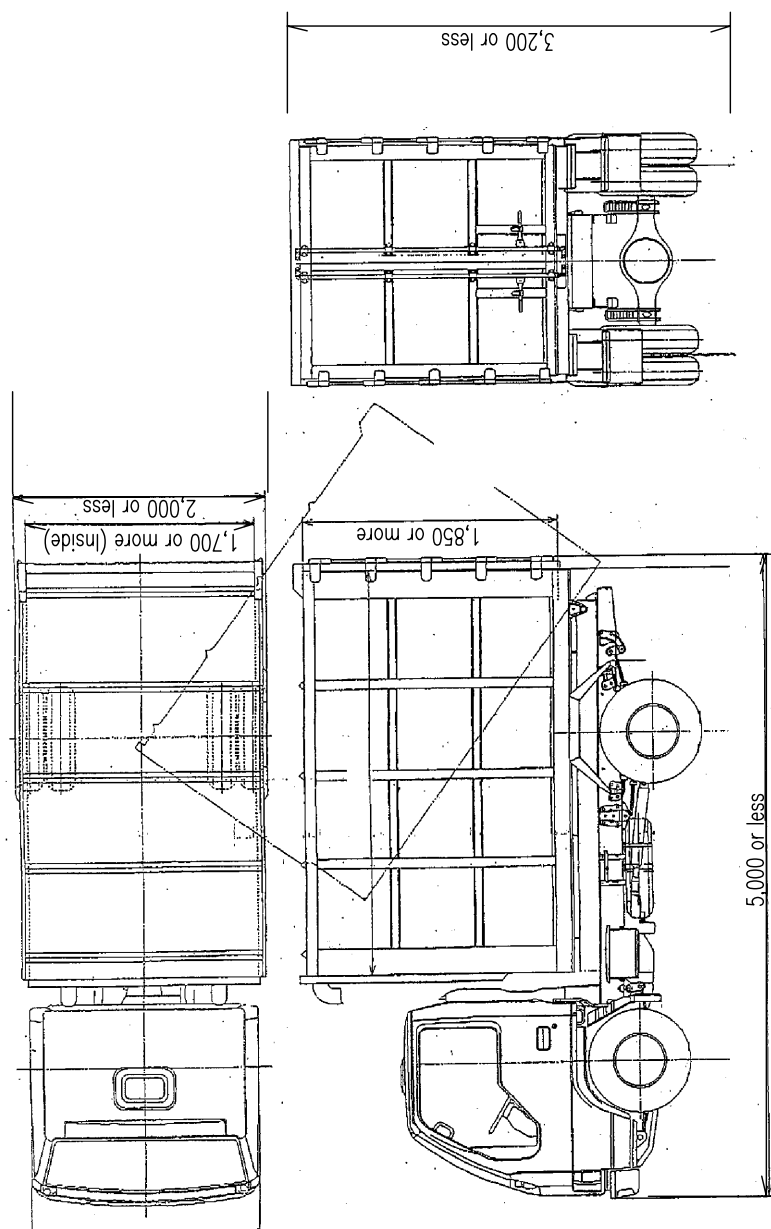 3,200 or less
2,000 or less
1,700 or more (Inside)
1,850 or more
5,000 or less